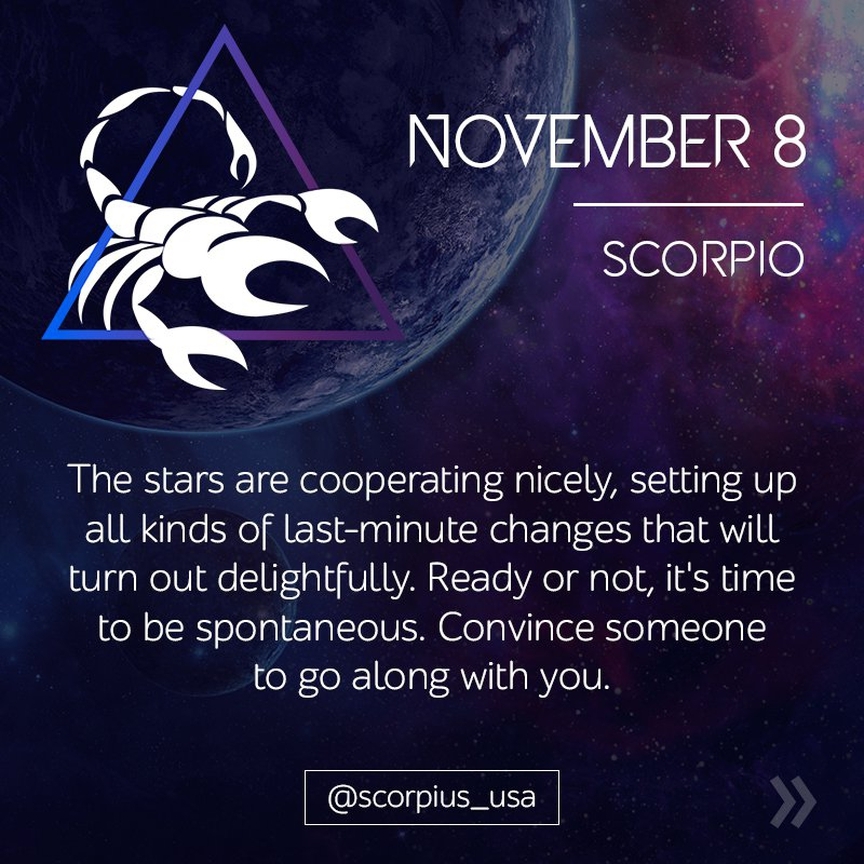 NOVEMBER 8
SCORPIO
The stars are cooperating nicely, setting up
all kinds of last-minute changes that will
turn out delightfully. Ready or not, it's time
to be spontaneous. Convince someone
to go along with you.
@scorpius_usa